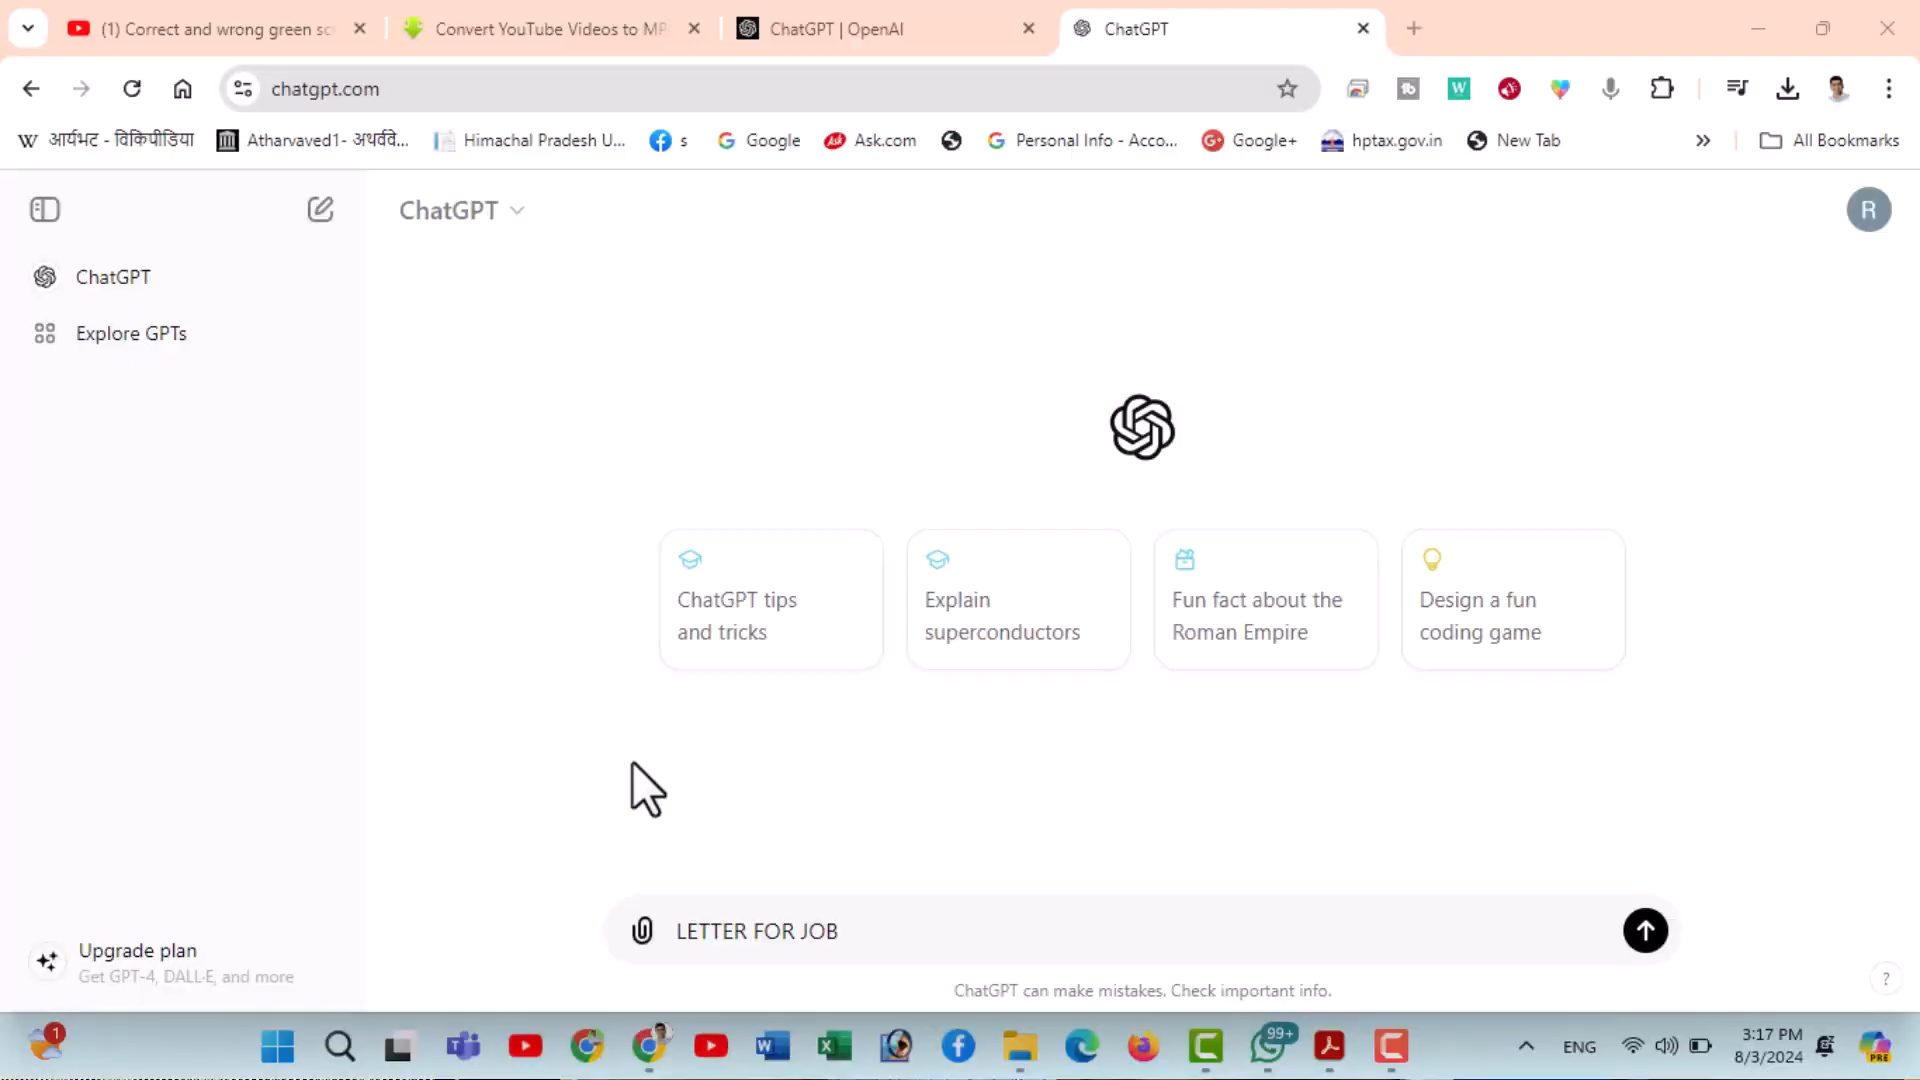 (1) Correct and wrong green sc
Convert YouTube Videos to MP
ChatGPT | OpenAI
ChatGPT
chatgpt.com
W आर्यभट - विकिपीडिया
Atharvaved1- अथर्ववे...
Himachal Pradesh U...
s
Google
Ask.com
Personal Info - Acco...
Google+
hptax.gov.in
New Tab
All Bookmarks
ChatGPT
R
ChatGPT
Explore GPTs
ChatGPT tips
and tricks
Explain
superconductors
Fun fact about the
Roman Empire
Design a fun
coding game
LETTER FOR JOB
Upgrade plan
Get GPT-4, DALL·E, and more
ChatGPT can make mistakes. Check important info.
?
1
99+
ENG
3:17 PM
8/3/2024
PRE